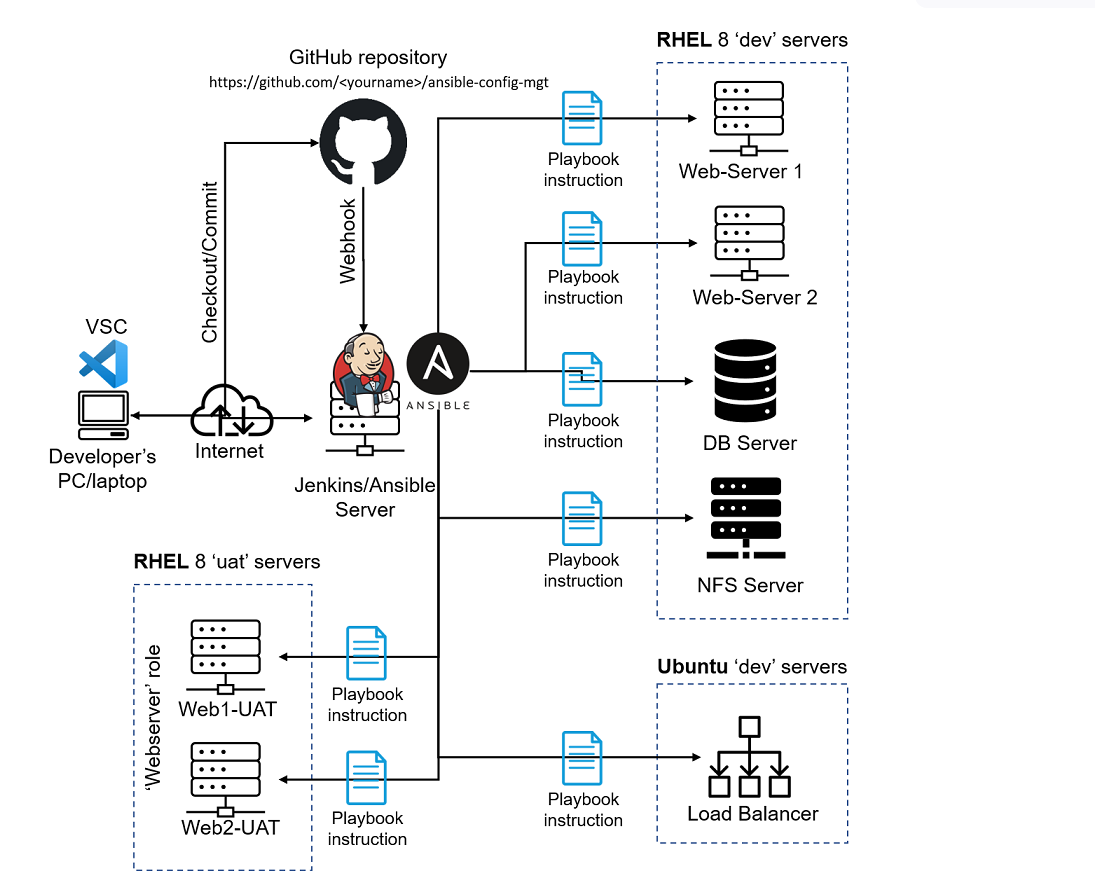 GitHub repository
https://github.com/<yourname>/ansible-config-mgt
RHEL 8 ‘dev’ servers
Playbook
instruction
Web-Server 1
Checkout/Commit
Webhook
Playbook
instruction
Web-Server 2
VSC
ANSIBLE
Playbook
instruction
DB Server
Developer’s
PC/laptop
Internet
Jenkins/Ansible
Server
Playbook
instruction
NFS Server
RHEL 8 ‘uat’ servers
‘Webserver’ role
Web1-UAT
Playbook
instruction
Web2-UAT
Playbook
instruction
Ubuntu ‘dev’ servers
Playbook
instruction
Load Balancer